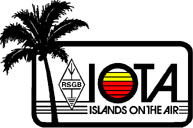 RSGB
IOTA
ISLANDS ON THE AIR